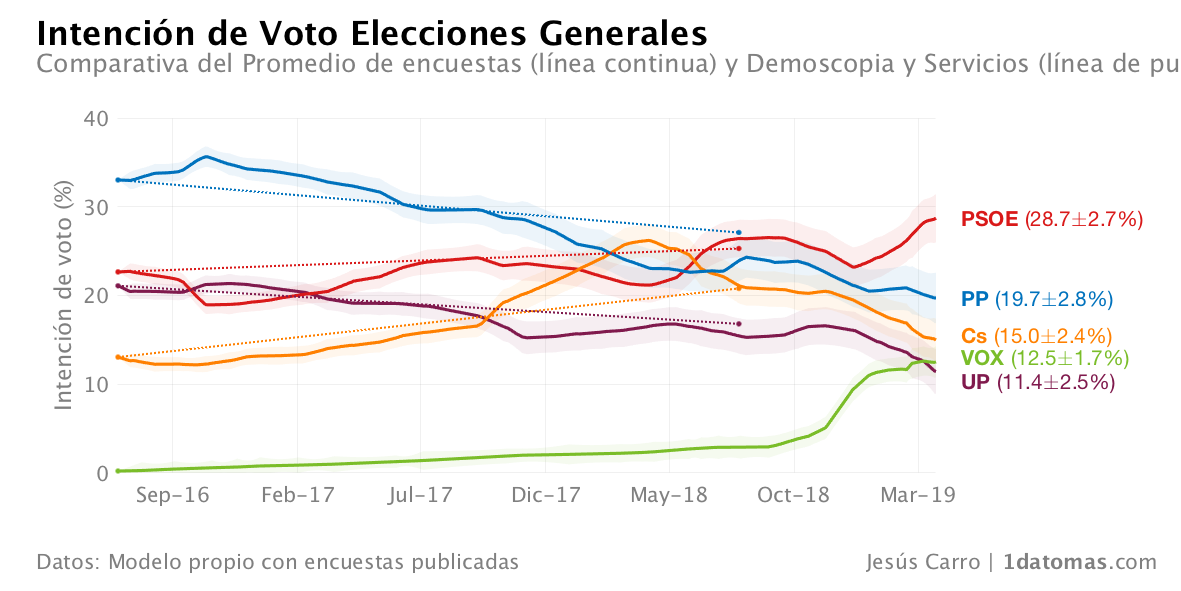 Intención de Voto Elecciones Generales
Comparativa del Promedio de encuestas (línea continua) y Demoscopia y Servicios (línea de pu
40
30
20
10
0
Intención de voto (%)
Sep–16
Feb–17
Jul–17
Dic–17
May–18
Oct–18
Mar–19
PSOE (28.7±2.7%)
PP (19.7±2.8%)
Cs (15.0±2.4%)
VOX (12.5±1.7%)
UP (11.4±2.5%)
Datos: Modelo propio con encuestas publicadas
Jesús Carro | 1datomas.com